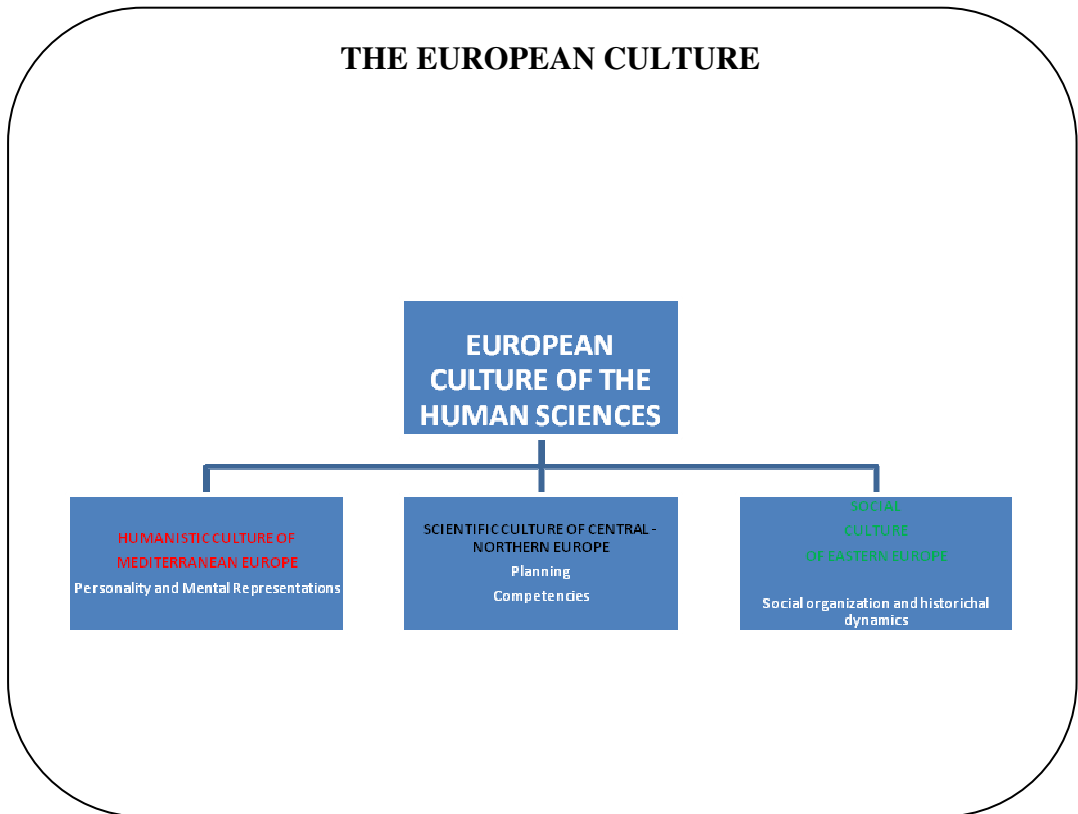 THE EUROPEAN CULTURE
EUROPEAN
CULTURE OF THE
HUMAN SCIENCES
HUMANISTIC CULTURE OF
MEDITERRANEAN EUROPE
Personality and Mental Representations
SCIENTIFIC CULTURE OF CENTRAL -
NORTHERN EUROPE
Planning
Competencies
SOCIAL
CULTURE
OF EASTERN EUROPE
Social organization and historichal
dynamics